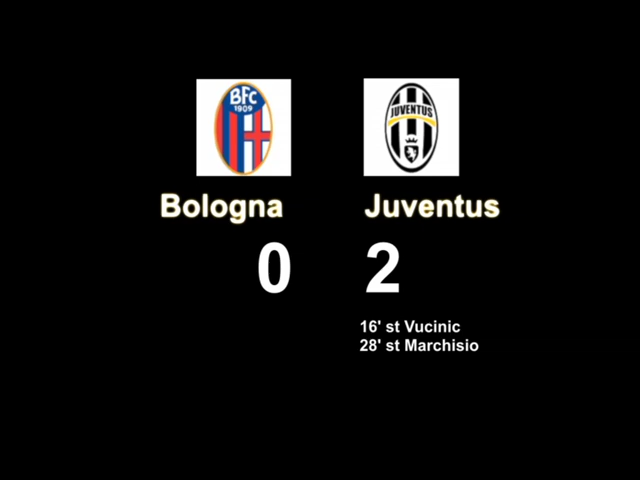 BFC
1909
JUVENTUS
Bologna
Juventus
0
2
16' st Vucinic
28' st Marchisio